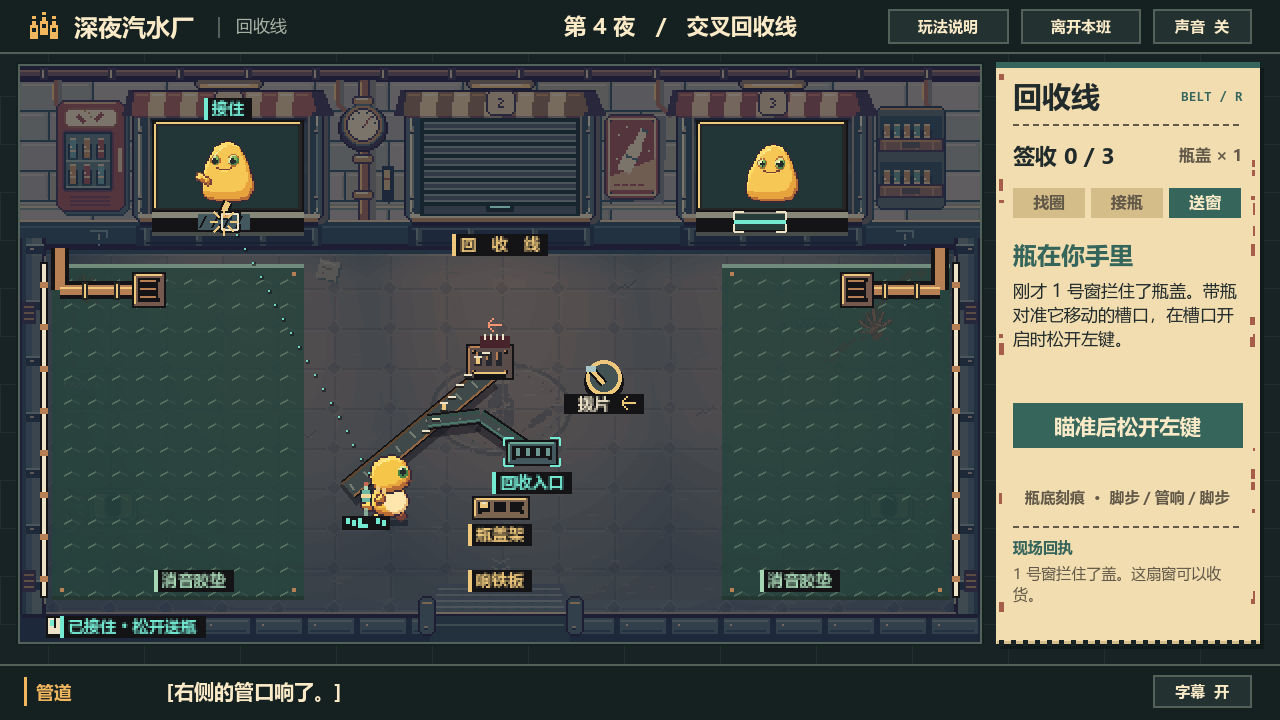 深夜汽水厂
回收线
第 4 夜 / 交叉回收线
玩法说明
离开本班
声音 关
接住
2
3
回 收 线
拨片 ←
回收入口
瓶盖架
响铁板
消音胶垫
消音胶垫
已接住·松开送瓶
回收线
BELT / R
签收 0 / 3
瓶盖 × 1
找圈
接瓶
送窗
瓶在你手里
刚才 1 号窗拦住了瓶盖。带瓶
对准它移动的槽口，在槽口开
启时松开左键。
瞄准后松开左键
瓶底刻痕 · 脚步 / 管响 / 脚步
现场回执
1 号窗拦住了盖。这扇窗可以收
货。
管道
[右侧的管口响了。]
字幕 开